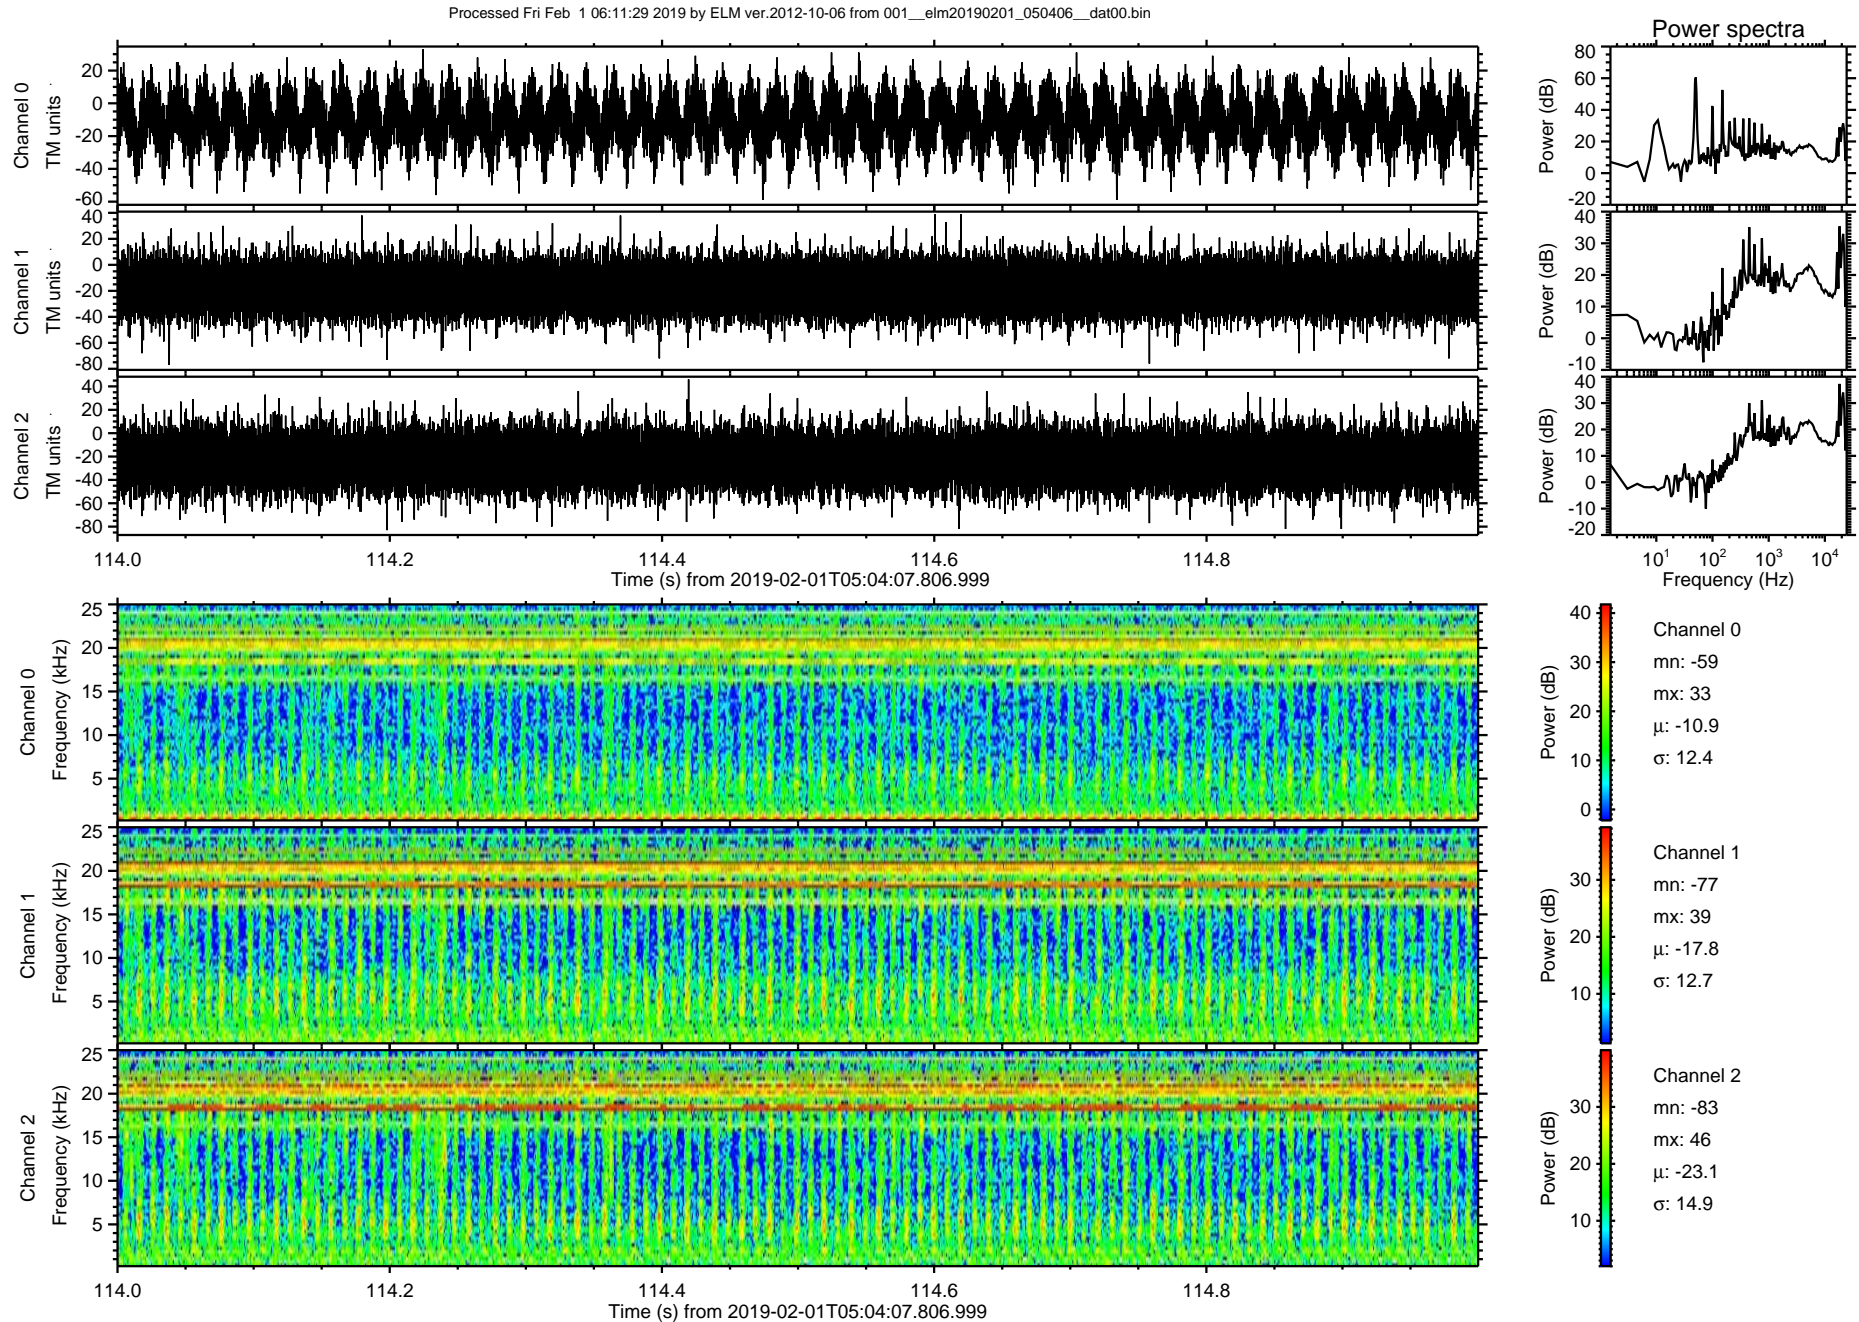 Processed Fri Feb  1 06:11:29 2019 by ELM ver.2012-10-06 from 001__elm20190201_050406__dat00.bin
Power spectra
Channel 0
TM units
20
0
-20
-40
-60
Power (dB)
80
60
40
20
0
-20
Channel 1
TM units
40
20
0
-20
-40
-60
-80
Power (dB)
40
30
20
10
0
-10
Channel 2
TM units
40
20
0
-20
-40
-60
-80
Power (dB)
40
30
20
10
0
-10
-20
114.0 114.2 114.4 114.6 114.8
Time (s) from 2019-02-01T05:04:07.806.999
10^1 10^2 10^3 10^4
Frequency (Hz)
Channel 0
Frequency (kHz)
25
20
15
10
5
Power (dB)
40
30
20
10
0
Channel 0
mn: -59
mx: 33
μ: -10.9
σ: 12.4
Channel 1
Frequency (kHz)
25
20
15
10
5
Power (dB)
30
20
10
Channel 1
mn: -77
mx: 39
μ: -17.8
σ: 12.7
Channel 2
Frequency (kHz)
25
20
15
10
5
Power (dB)
30
20
10
Channel 2
mn: -83
mx: 46
μ: -23.1
σ: 14.9
114.0 114.2 114.4 114.6 114.8
Time (s) from 2019-02-01T05:04:07.806.999